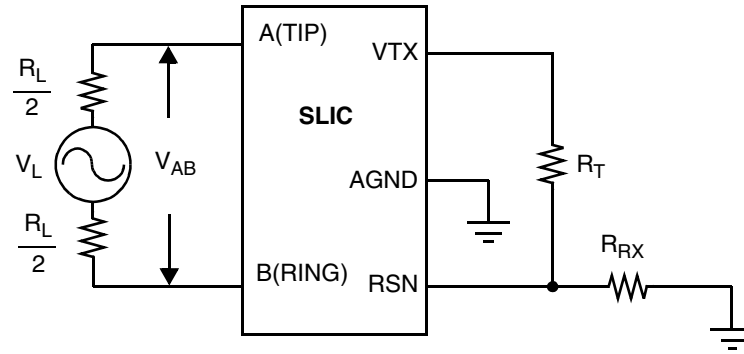 A(TIP)
VTX
R_L
2
SLIC
V_L
V_AB
R_T
AGND
R_L
2
R_RX
B(RING)
RSN